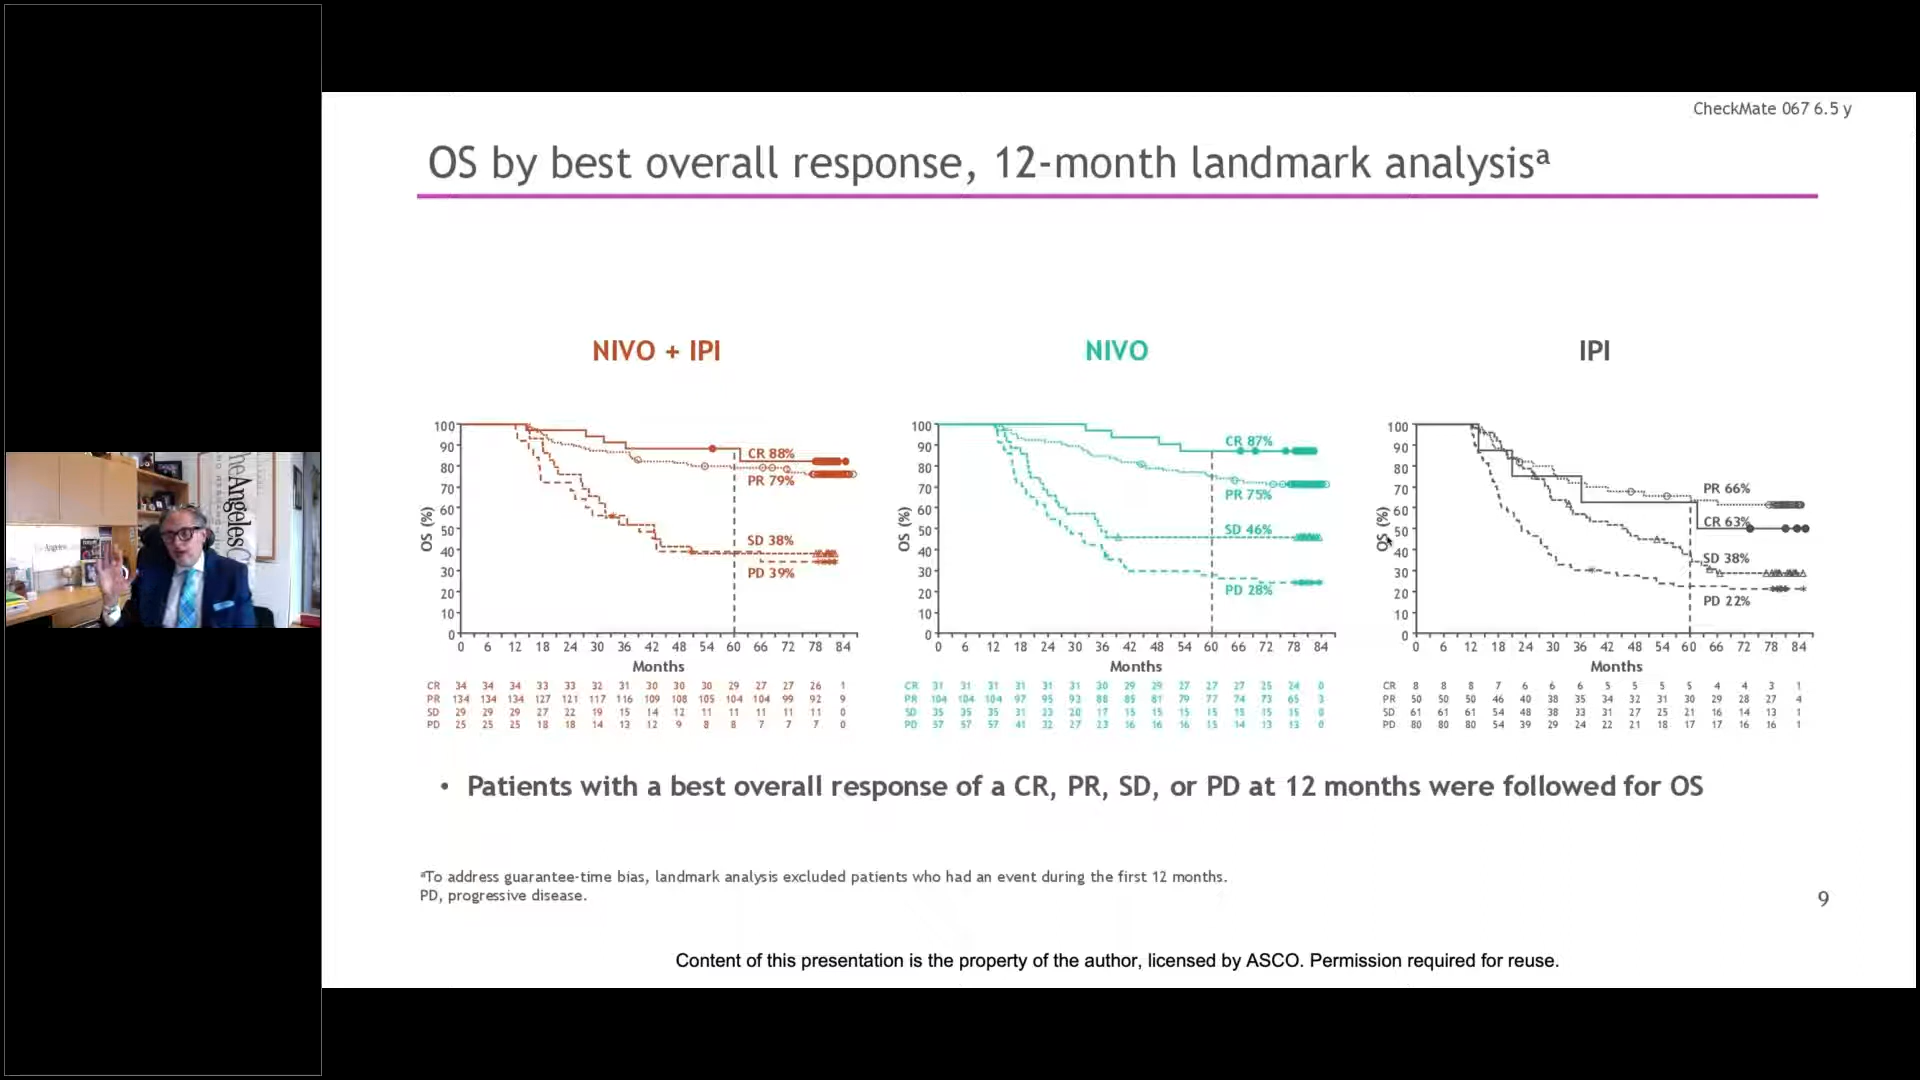 CheckMate 067 6.5 y
OS by best overall response, 12-month landmark analysisª
NIVO + IPI
NIVO
IPI
OS (%)
100
90
80
70
60
50
40
30
20
10
0
CR 88%
PR 79%
SD 38%
PD 39%
0 6 12 18 24 30 36 42 48 54 60 66 72 78 84
Months
CR 34 34 34 33 33 32 31 30 30 30 29 27 27 26 1
PR 134 134 134 127 121 117 116 109 108 105 104 104 99 92 9
SD 29 29 29 27 22 19 15 14 12 11 11 11 11 11 0
PD 25 25 25 18 18 14 13 12 9 8 8 7 7 7 0
OS (%)
100
90
80
70
60
50
40
30
20
10
0
CR 87%
PR 75%
SD 46%
PD 28%
0 6 12 18 24 30 36 42 48 54 60 66 72 78 84
Months
CR 31 31 31 31 31 31 30 29 29 27 27 27 25 24 0
PR 104 104 104 97 95 93 88 85 81 79 77 74 73 65 3
SD 35 35 35 31 23 20 17 15 15 15 15 15 15 15 0
PD 57 57 57 41 32 27 23 16 16 16 15 14 13 13 0
OS (%)
100
90
80
70
60
50
40
30
20
10
0
PR 66%
CR 63%
SD 38%
PD 22%
0 6 12 18 24 30 36 42 48 54 60 66 72 78 84
Months
CR 8 8 8 7 6 6 6 5 5 5 5 4 4 3 1
PR 50 50 50 46 40 38 35 34 32 31 30 29 28 27 4
SD 61 61 61 54 48 38 33 31 27 25 21 16 14 13 1
PD 80 80 80 54 39 29 24 22 21 18 17 17 16 16 1
• Patients with a best overall response of a CR, PR, SD, or PD at 12 months were followed for OS
ªTo address guarantee-time bias, landmark analysis excluded patients who had an event during the first 12 months.
PD, progressive disease.
9
Content of this presentation is the property of the author, licensed by ASCO. Permission required for reuse.